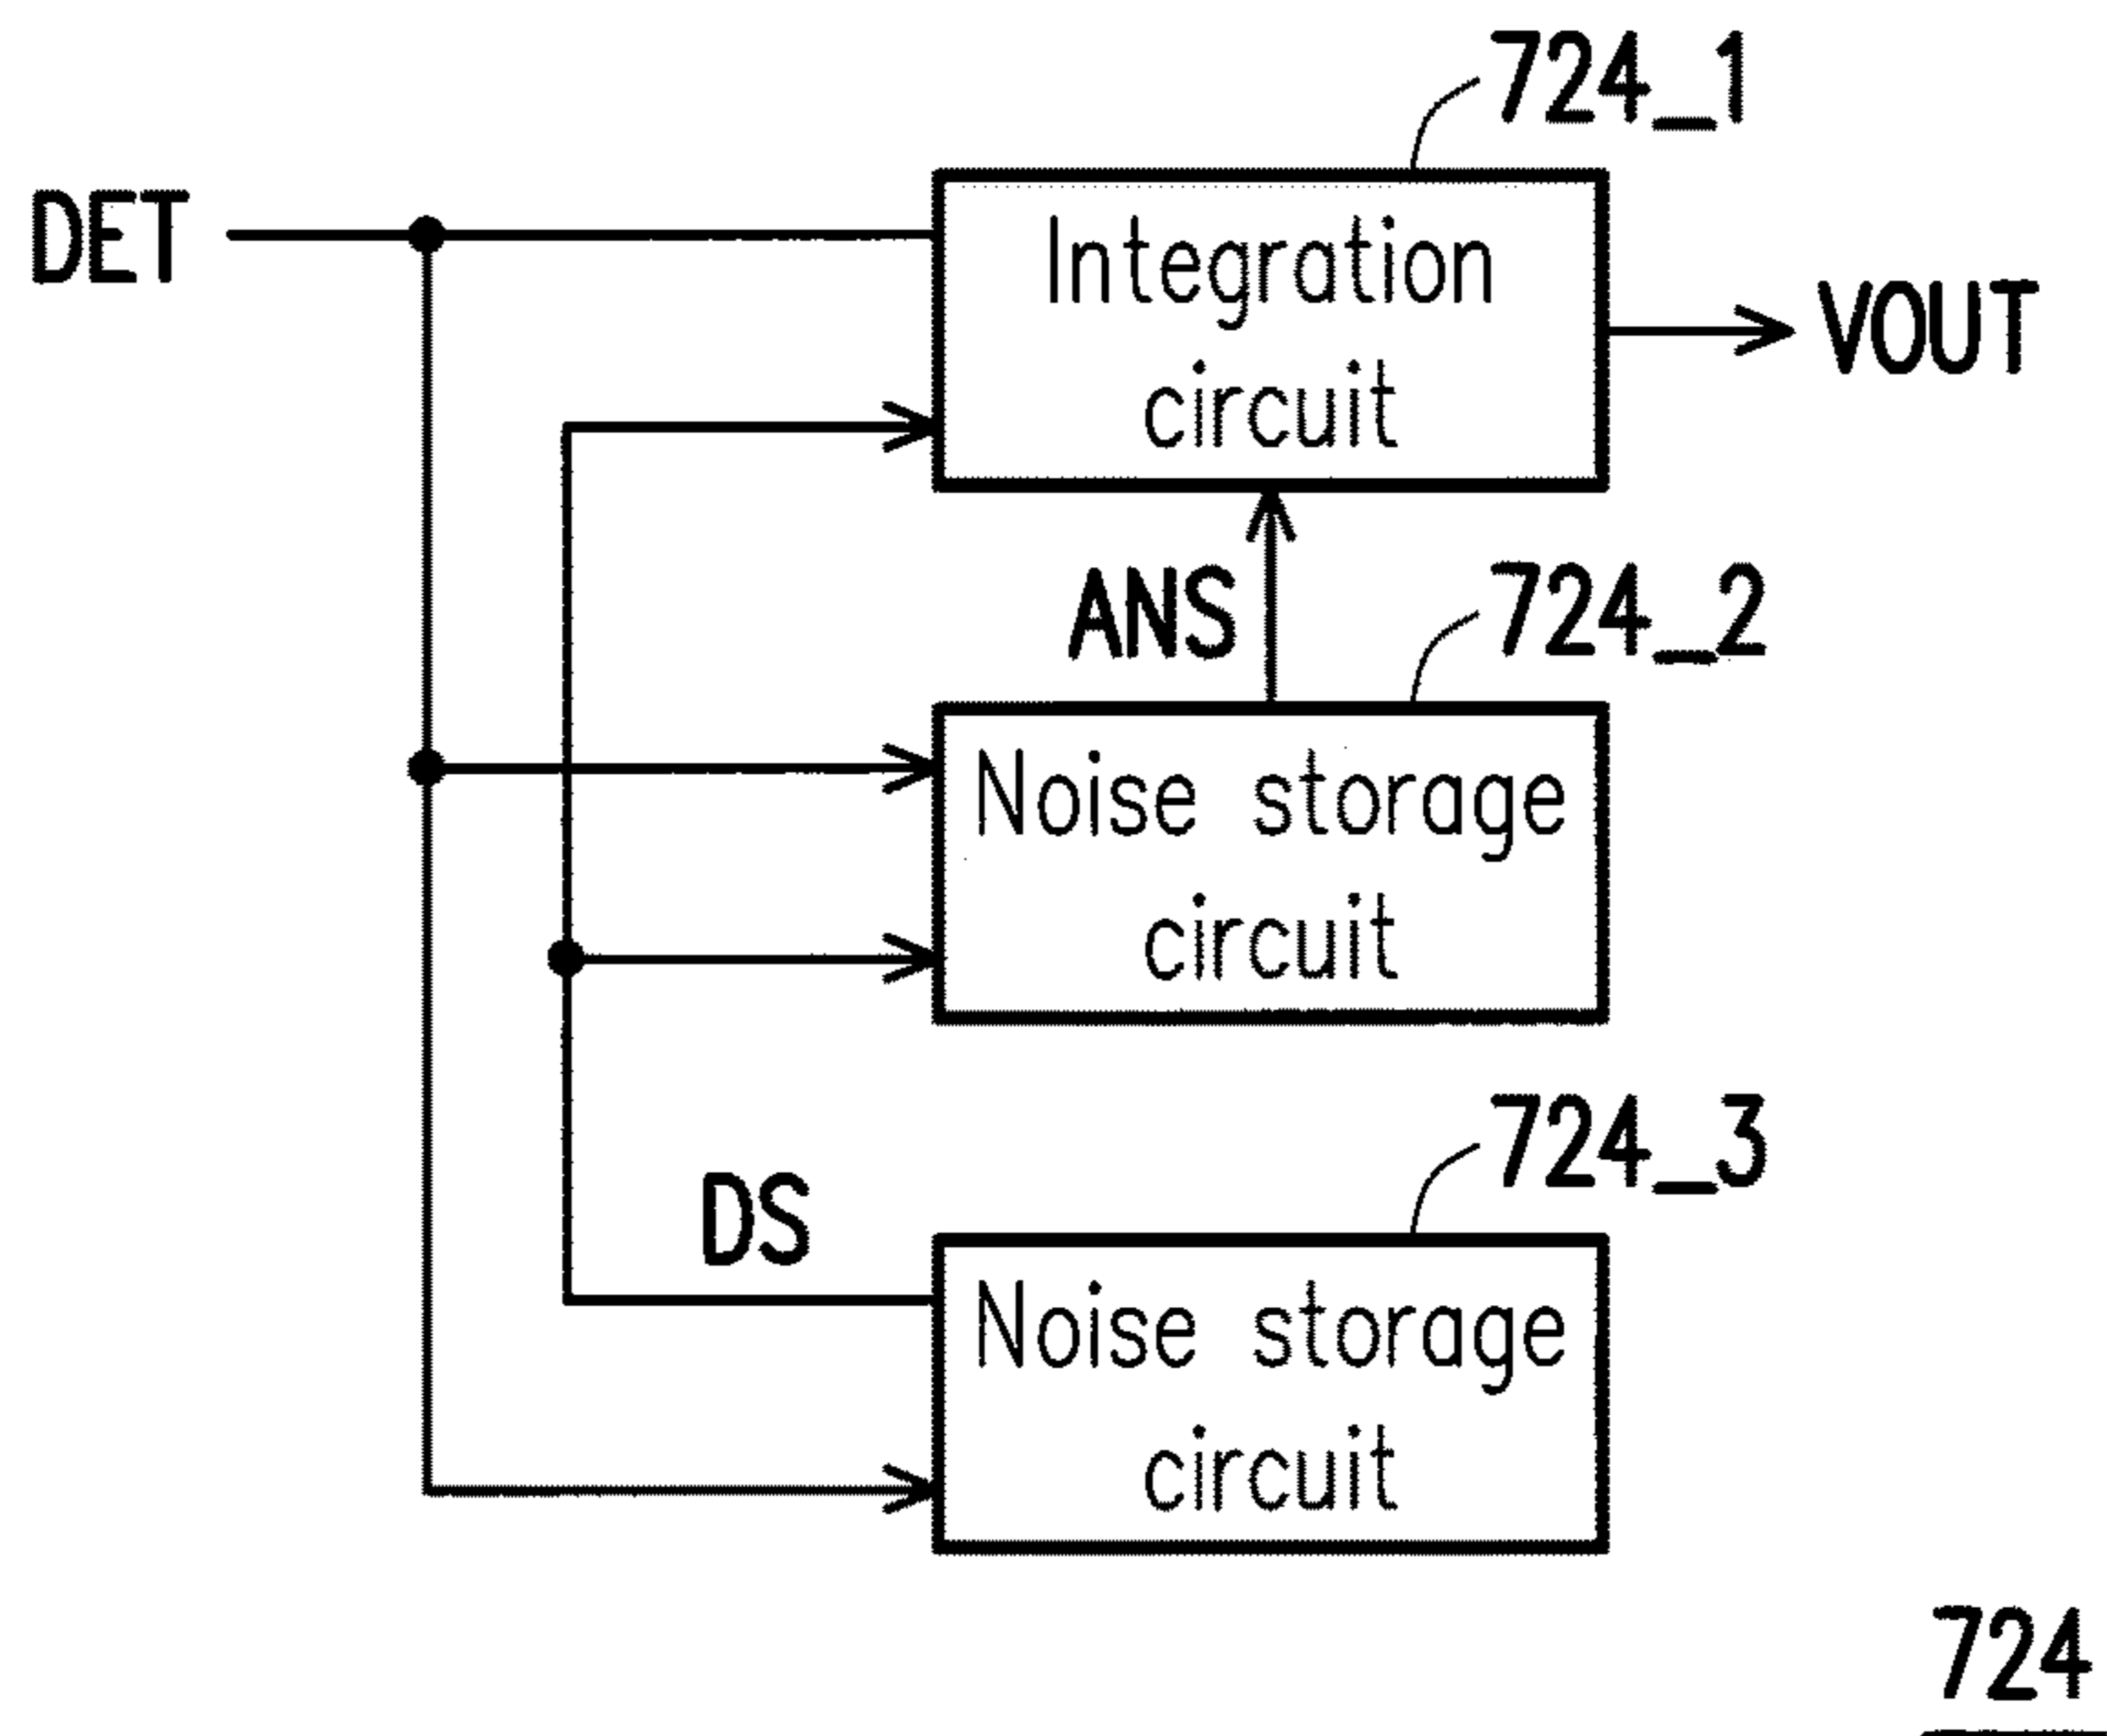 724_1
DET
Integration
circuit
VOUT
ANS
724_2
Noise storage
circuit
724_3
DS
Noise storage
circuit
724